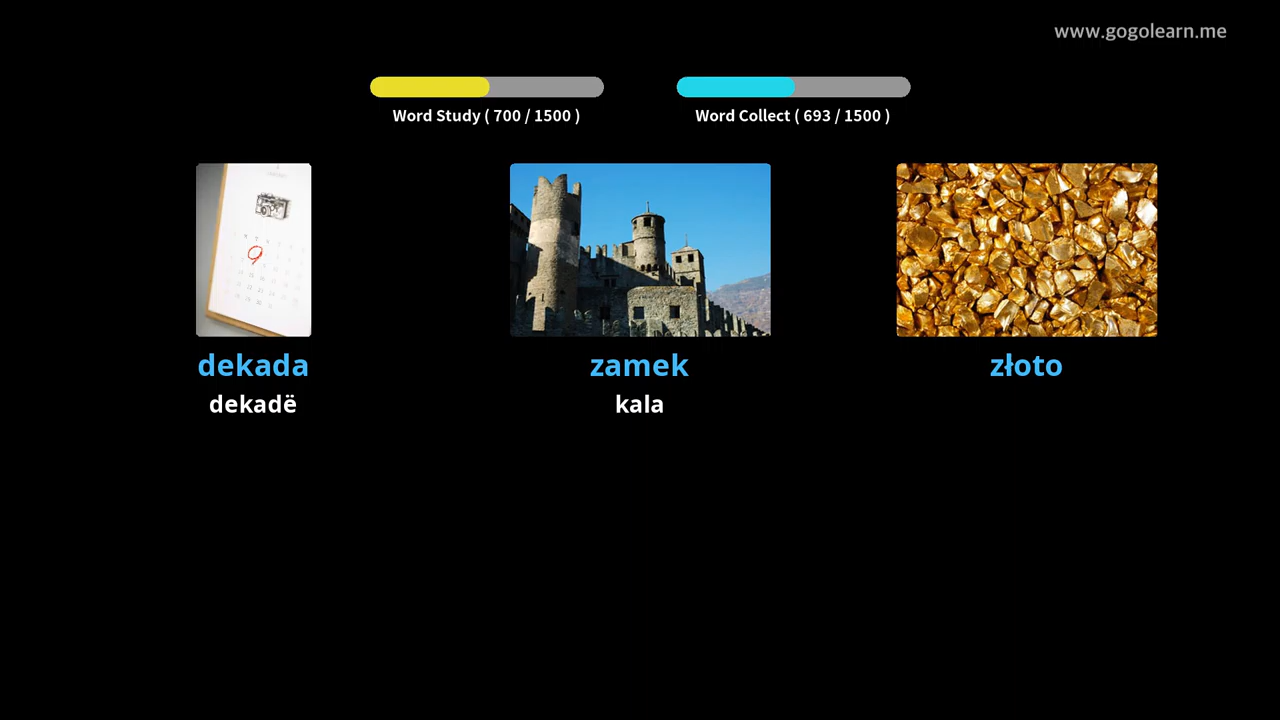 www.gogolearn.me
Word Study ( 700 / 1500 )
Word Collect ( 693 / 1500 )
dekada
zamek
złoto
dekadë
kala